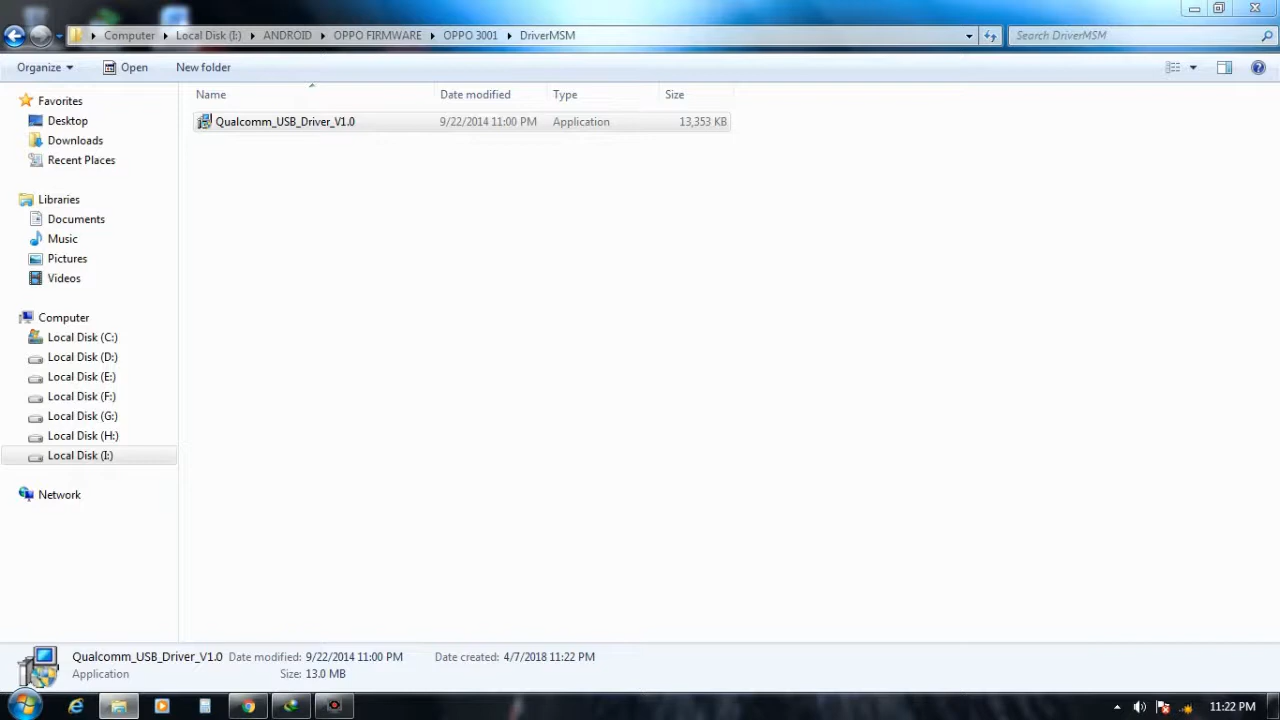 Computer Local Disk (I:) ANDROID OPPO FIRMWARE OPPO 3001 DriverMSM Search DriverMSM
Organize Open New folder
Name Date modified Type Size
Qualcomm_USB_Driver_V1.0 9/22/2014 11:00 PM Application 13,353 KB
Favorites
Desktop
Downloads
Recent Places
Libraries
Documents
Music
Pictures
Videos
Computer
Local Disk (C:)
Local Disk (D:)
Local Disk (E:)
Local Disk (F:)
Local Disk (G:)
Local Disk (H:)
Local Disk (I:)
Network
Qualcomm_USB_Driver_V1.0 Date modified: 9/22/2014 11:00 PM Date created: 4/7/2018 11:22 PM
Application Size: 13.0 MB
11:22 PM